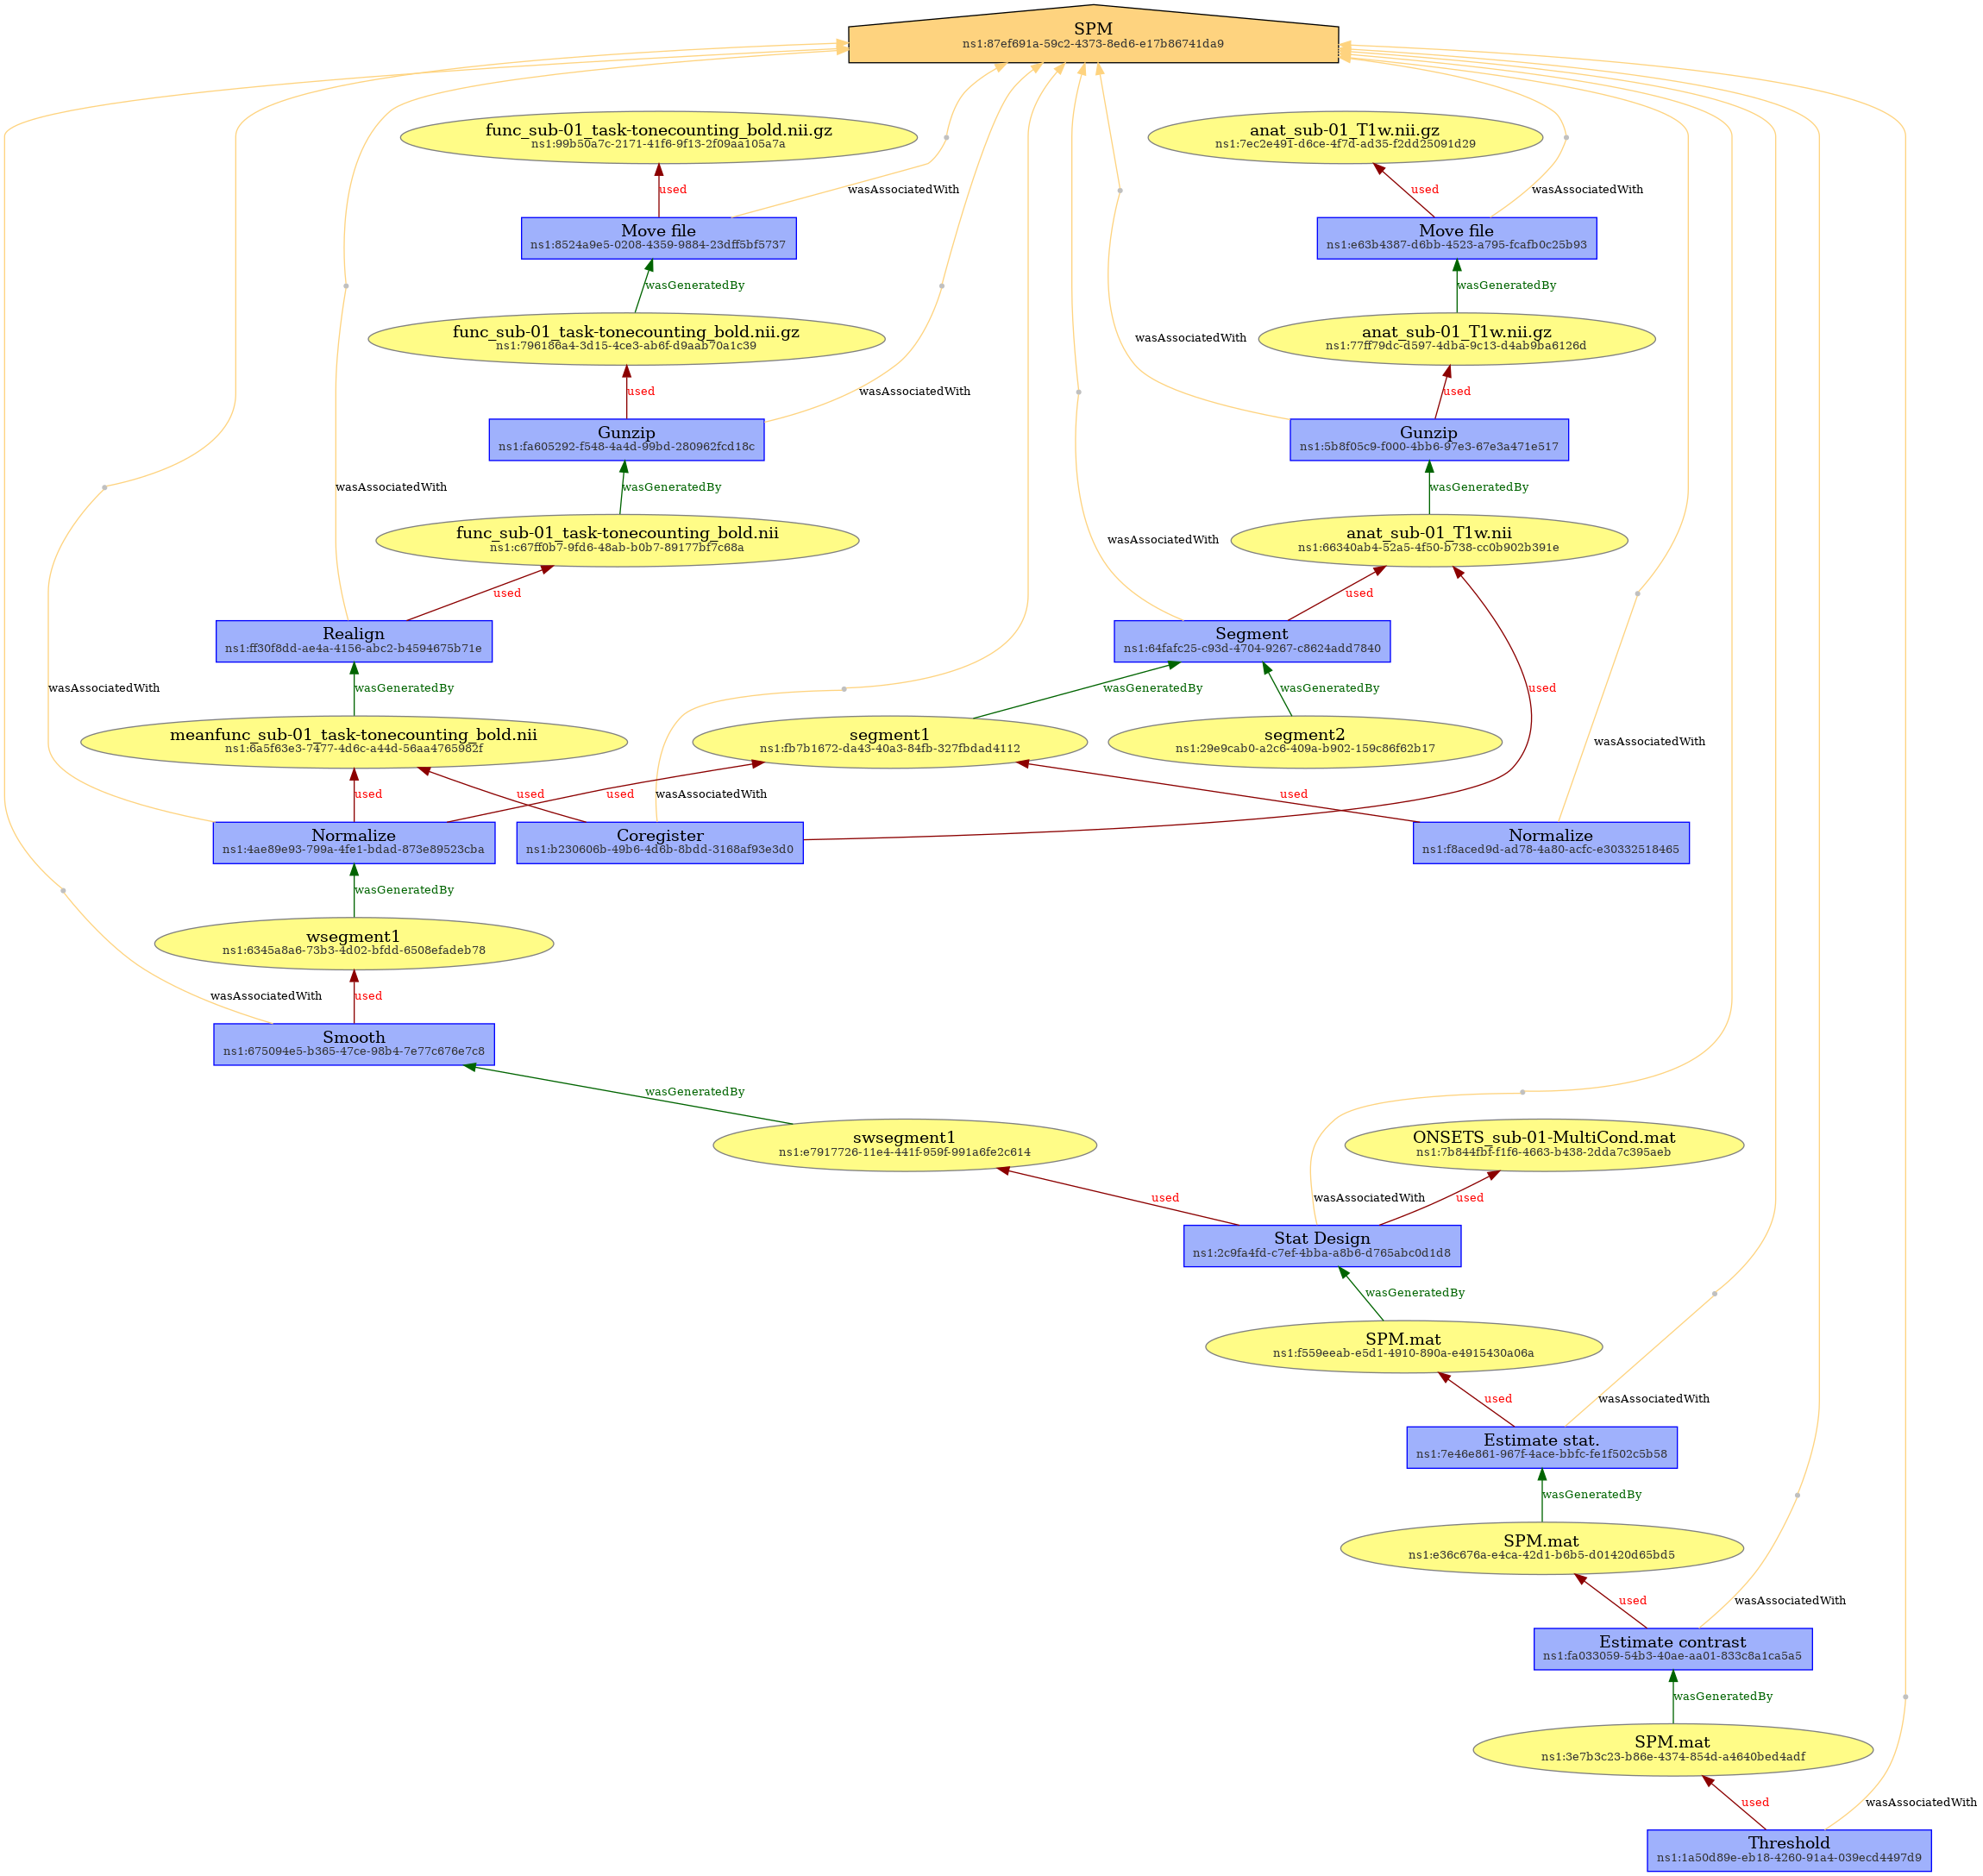 SPM
ns1:87ef691a-59c2-4373-8ed6-e17b86741da9
func_sub-01_task-tonecounting_bold.nii.gz
ns1:99b50a7c-2171-41f6-9f13-2f09aa105a7a
anat_sub-01_T1w.nii.gz
ns1:7ec2e491-d6ce-4f7d-ad35-f2dd25091d29
used
wasAssociatedWith
used
wasAssociatedWith
Move file
ns1:8524a9e5-0208-4359-9884-23dff5bf5737
Move file
ns1:e63b4387-d6bb-4523-a795-fcafb0c25b93
wasGeneratedBy
wasGeneratedBy
func_sub-01_task-tonecounting_bold.nii.gz
ns1:796186a4-3d15-4ce3-ab6f-d9aab70a1c39
wasAssociatedWith
anat_sub-01_T1w.nii.gz
ns1:77ff79dc-d597-4dba-9c13-d4ab9ba6126d
used
wasAssociatedWith
used
Gunzip
ns1:fa605292-f548-4a4d-99bd-280962fcd18c
Gunzip
ns1:5b8f05c9-f000-4bb6-97e3-67e3a471e517
wasAssociatedWith
wasGeneratedBy
wasGeneratedBy
func_sub-01_task-tonecounting_bold.nii
ns1:c67ff0b7-9fd6-48ab-b0b7-89177bf7c68a
wasAssociatedWith
anat_sub-01_T1w.nii
ns1:66340ab4-52a5-4f50-b738-cc0b902b391e
used
used
Realign
ns1:ff30f8dd-ae4a-4156-abc2-b4594675b71e
Segment
ns1:64fafc25-c93d-4704-9267-c8624add7840
wasAssociatedWith
wasGeneratedBy
wasGeneratedBy
wasGeneratedBy
used
meanfunc_sub-01_task-tonecounting_bold.nii
ns1:6a5f63e3-7477-4d6c-a44d-56aa4765982f
segment1
ns1:fb7b1672-da43-40a3-84fb-327fbdad4112
segment2
ns1:29e9cab0-a2c6-409a-b902-159c86f62b17
wasAssociatedWith
used
used
used
wasAssociatedWith
used
Normalize
ns1:4ae89e93-799a-4fe1-bdad-873e89523cba
Coregister
ns1:b230606b-49b6-4d6b-8bdd-3168af93e3d0
Normalize
ns1:f8aced9d-ad78-4a80-acfc-e30332518465
wasGeneratedBy
wsegment1
ns1:6345a8a6-73b3-4d02-bfdd-6508efadeb78
wasAssociatedWith
used
Smooth
ns1:675094e5-b365-47ce-98b4-7e77c676e7c8
wasGeneratedBy
swsegment1
ns1:e7917726-11e4-441f-959f-991a6fe2c614
ONSETS_sub-01-MultiCond.mat
ns1:7b844fbf-f1f6-4663-b438-2dda7c395aeb
used
wasAssociatedWith
used
Stat Design
ns1:2c9fa4fd-c7ef-4bba-a8b6-d765abc0d1d8
wasGeneratedBy
SPM.mat
ns1:f559eeab-e5d1-4910-890a-e4915430a06a
used
wasAssociatedWith
Estimate stat.
ns1:7e46e861-967f-4ace-bbfc-fe1f502c5b58
wasGeneratedBy
SPM.mat
ns1:e36c676a-e4ca-42d1-b6b5-d01420d65bd5
used
wasAssociatedWith
Estimate contrast
ns1:fa033059-54b3-40ae-aa01-833c8a1ca5a5
wasGeneratedBy
SPM.mat
ns1:3e7b3c23-b86e-4374-854d-a4640bed4adf
used
wasAssociatedWith
Threshold
ns1:1a50d89e-eb18-4260-91a4-039ecd4497d9